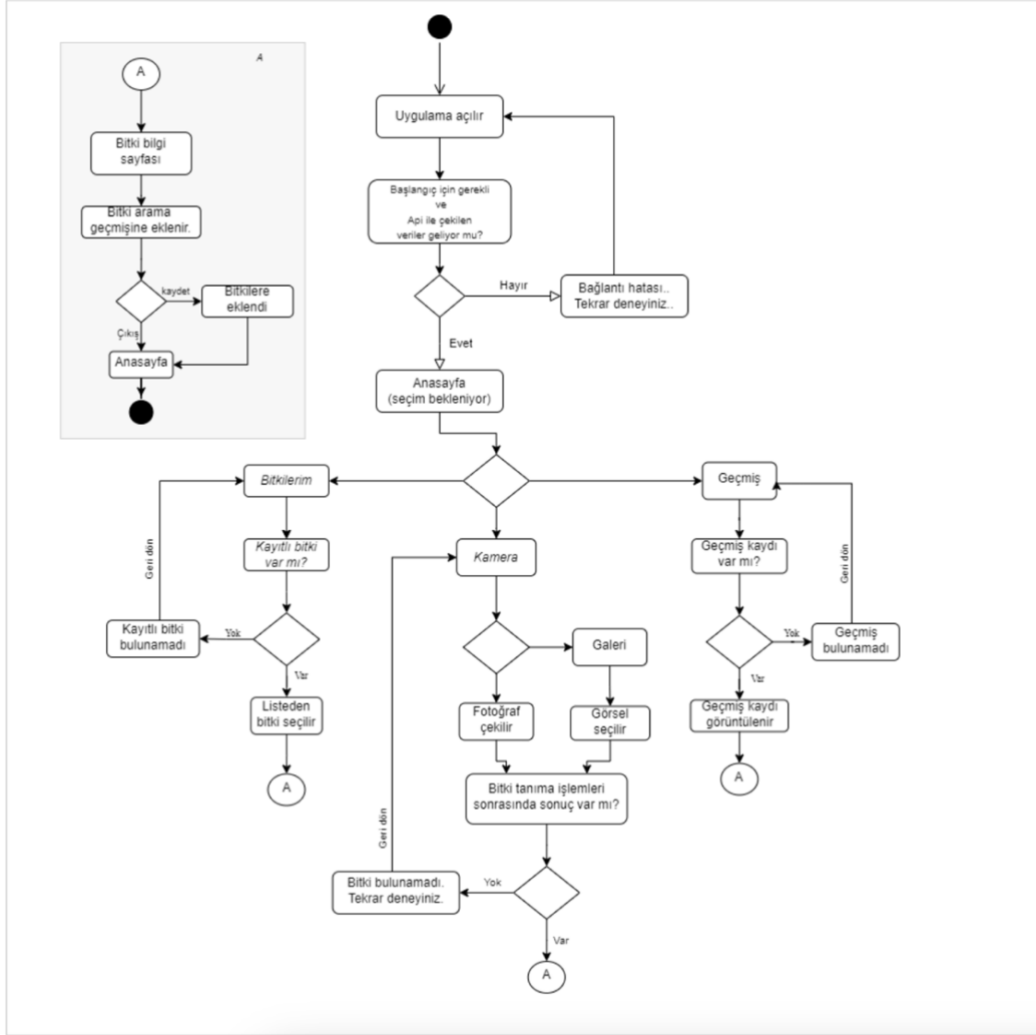 A
A
Bitki bilgi
sayfası
Bitki arama
geçmişine eklenir.
kaydet
Bitkilere
eklendi
Çıkış
Anasayfa
Uygulama açılır
Başlangıç için gerekli
ve
Api ile çekilen
veriler geliyor mu?
Hayır
Bağlantı hatası..
Tekrar deneyiniz..
Evet
Anasayfa
(seçim bekleniyor)
Bitkilerim
Geri dön
Kayıtlı bitki
var mı?
Kayıtlı bitki
bulunamadı
Yok
Var
Listeden
bitki seçilir
A
Kamera
Galeri
Fotoğraf
çekilir
Görsel
seçilir
Bitki tanıma işlemleri
sonrasında sonuç var mı?
Geri dön
Bitki bulunamadı.
Tekrar deneyiniz.
Yok
Var
A
Geçmiş
Geri dön
Geçmiş kaydı
var mı?
Yok
Geçmiş
bulunamadı
Var
Geçmiş kaydı
görüntülenir
A